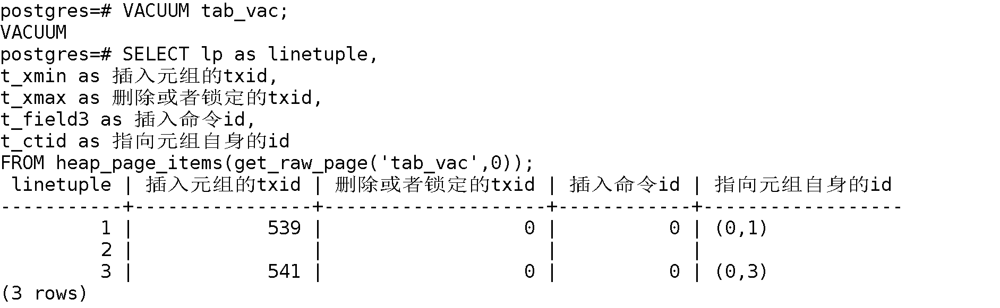 postgres=# VACUUM tab_vac;
VACUUM
postgres=# SELECT lp as linetuple,
t_xmin as 插入元组的txid,
t_xmax as 删除或者锁定的txid,
t_field3 as 插入命令id,
t_ctid as 指向元组自身的id
FROM heap_page_items(get_raw_page('tab_vac',0));
 linetuple | 插入元组的txid | 删除或者锁定的txid | 插入命令id | 指向元组自身的id
-----------+----------------+--------------------+------------+------------------
         1 |            539 |                  0 |          0 | (0,1)
         2 |                |                    |            |
         3 |            541 |                  0 |          0 | (0,3)
(3 rows)